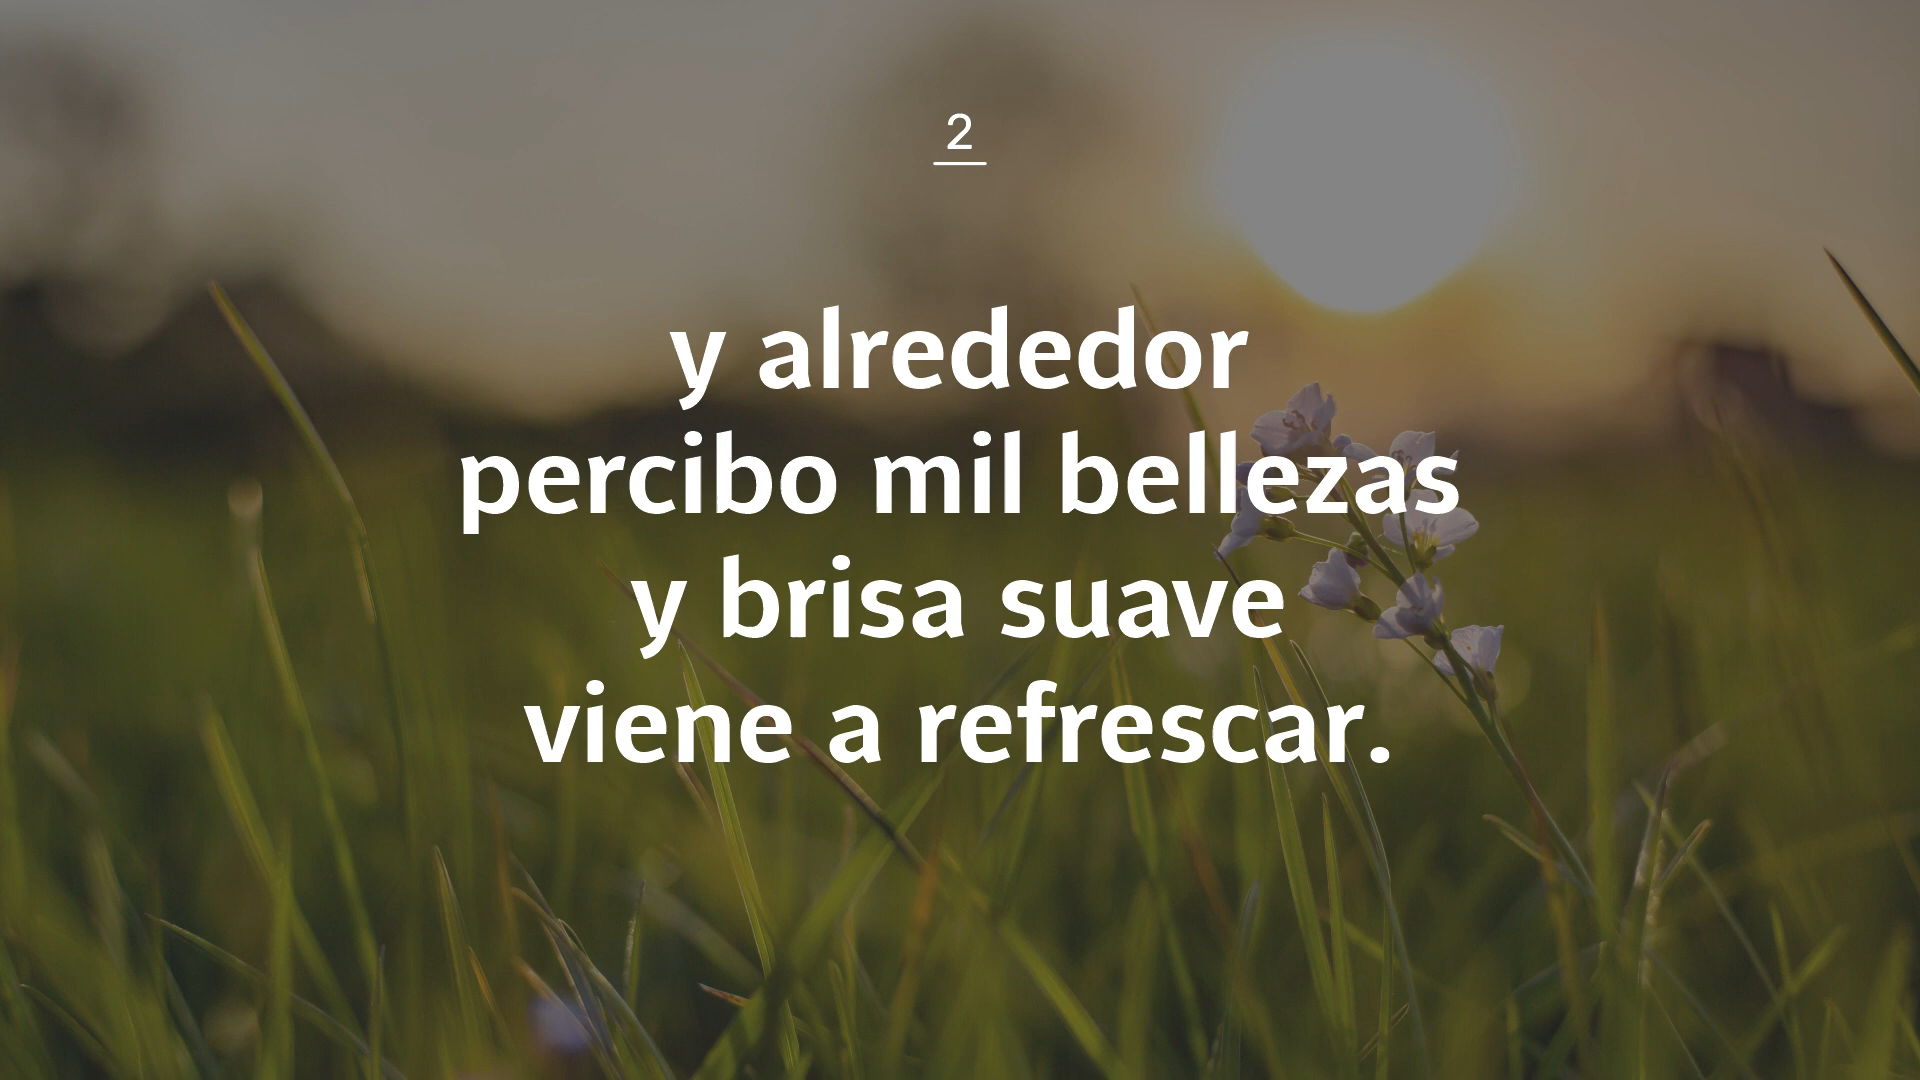 2
y alrededor
percibo mil bellezas
y brisa suave
viene a refrescar.